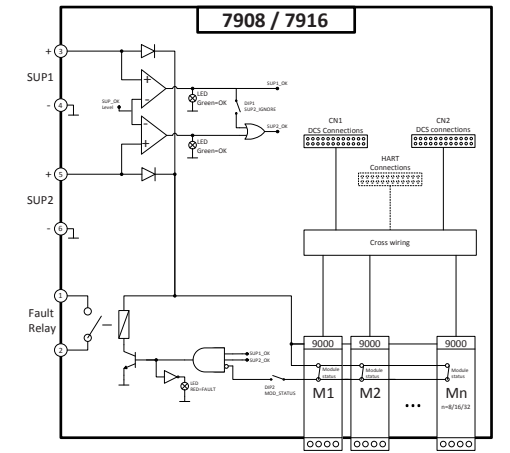 7908 / 7916
+ 3
SUP1
- 4
SUP_OK
Level
+
-
-
+
LED
Green=OK
SUP1_OK
DIP1
SUP2_IGNORE
SUP2_OK
LED
Green=OK
+ 5
SUP2
- 6
CN1
DCS Connections
CN2
DCS connections
HART
Connections
Cross wiring
1
Fault
Relay
2
SUP1_OK
SUP2_OK
LED
RED=FAULT
DIP2
MOD_STATUS
9000
9000
9000
Module
status
Module
status
Module
status
M1
M2
...
Mn
n=8/16/32